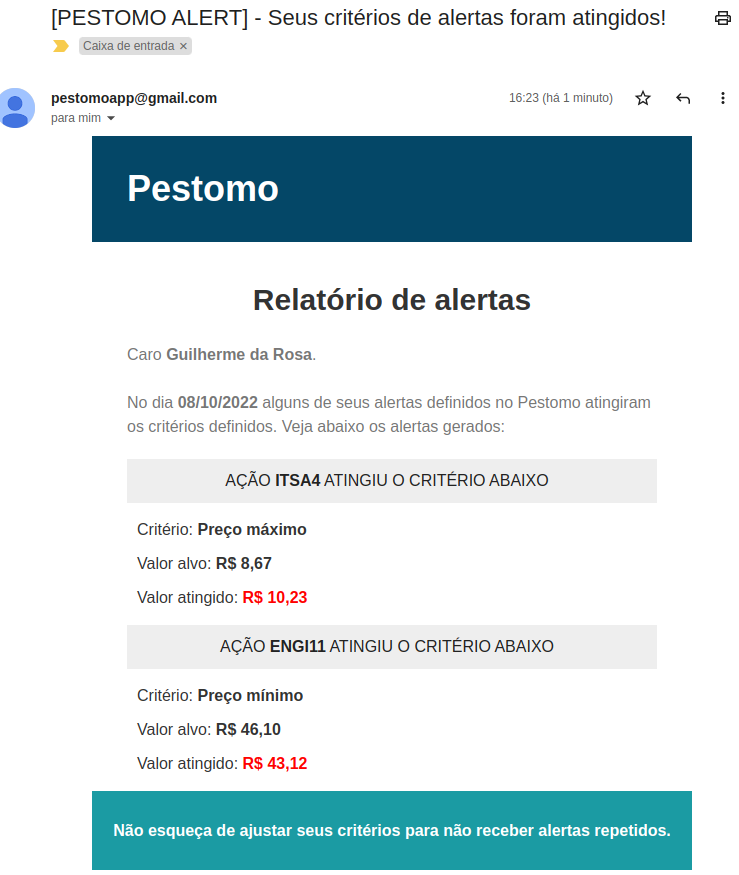 [PESTOMO ALERT] - Seus critérios de alertas foram atingidos!
Caixa de entrada ×
pestomoapp@gmail.com
16:23 (há 1 minuto)
para mim
Pestomo
Relatório de alertas
Caro Guilherme da Rosa.
No dia 08/10/2022 alguns de seus alertas definidos no Pestomo atingiram
os critérios definidos. Veja abaixo os alertas gerados:
AÇÃO ITSA4 ATINGIU O CRITÉRIO ABAIXO
Critério: Preço máximo
Valor alvo: R$ 8,67
Valor atingido: R$ 10,23
AÇÃO ENGI11 ATINGIU O CRITÉRIO ABAIXO
Critério: Preço mínimo
Valor alvo: R$ 46,10
Valor atingido: R$ 43,12
Não esqueça de ajustar seus critérios para não receber alertas repetidos.